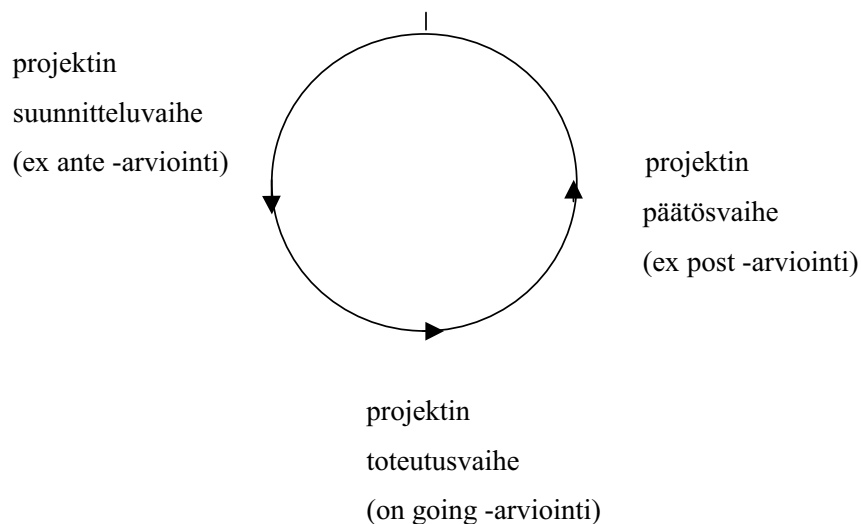 projektin
suunnitteluvaihe
(ex ante -arviointi)
projektin
päätösvaihe
(ex post -arviointi)
projektin
toteutusvaihe
(on going -arviointi)